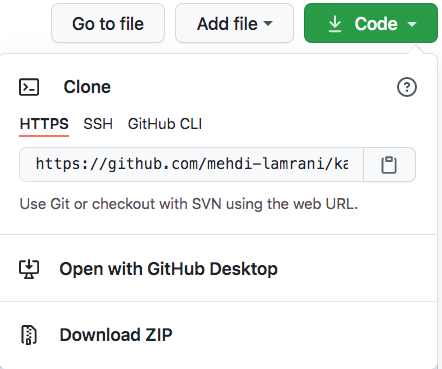 Go to file Add file Code
Clone
HTTPS SSH GitHub CLI
https://github.com/mehdi-lamrani/ka
Use Git or checkout with SVN using the web URL.
Open with GitHub Desktop
Download ZIP